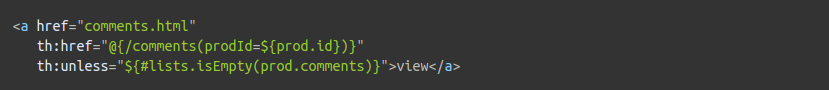 <a href="comments.html"
th:href="@{/comments(prodId=${prod.id})}"
th:unless="${#lists.isEmpty(prod.comments)}">view</a>